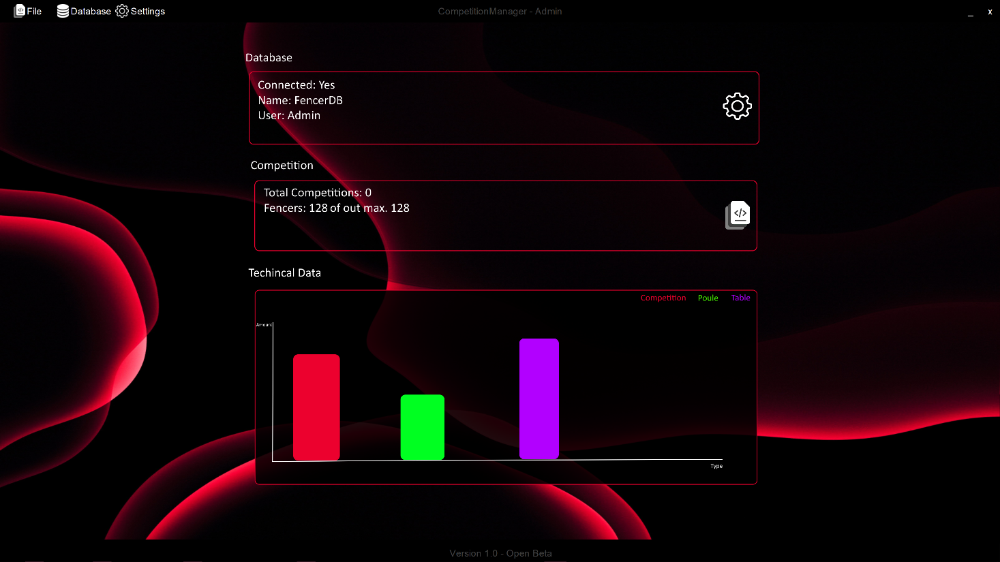 File Database Settings CompetitionManager - Admin _ x
Database
Connected: Yes
Name: FencerDB
User: Admin
Competition
Total Competitions: 0
Fencers: 128 of out max. 128
</>
Techincal Data
Competition Poule Table
Amount
Type
Version 1.0 - Open Beta